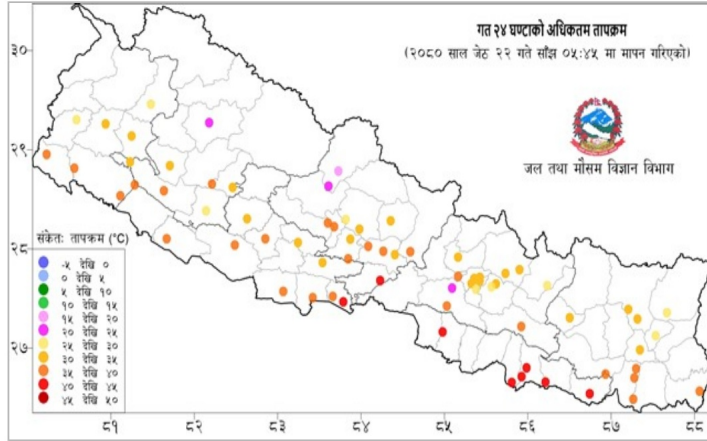 गत २४ घण्टाको अधिकतम तापक्रम
(२०८० साल जेठ २२ गते साँझ ०५:४५ मा मापन गरिएको)
जल तथा मौसम विज्ञान विभाग
३०
२९
२८
२७
संकेतः तापक्रम (°C)
-५ देखि ०
० देखि ५
५ देखि १०
१० देखि १५
१५ देखि २०
२० देखि २५
२५ देखि ३०
३० देखि ३५
३५ देखि ४०
४० देखि ४५
४५ देखि ५०
८१ ८२ ८३ ८४ ८५ ८६ ८७ ८८